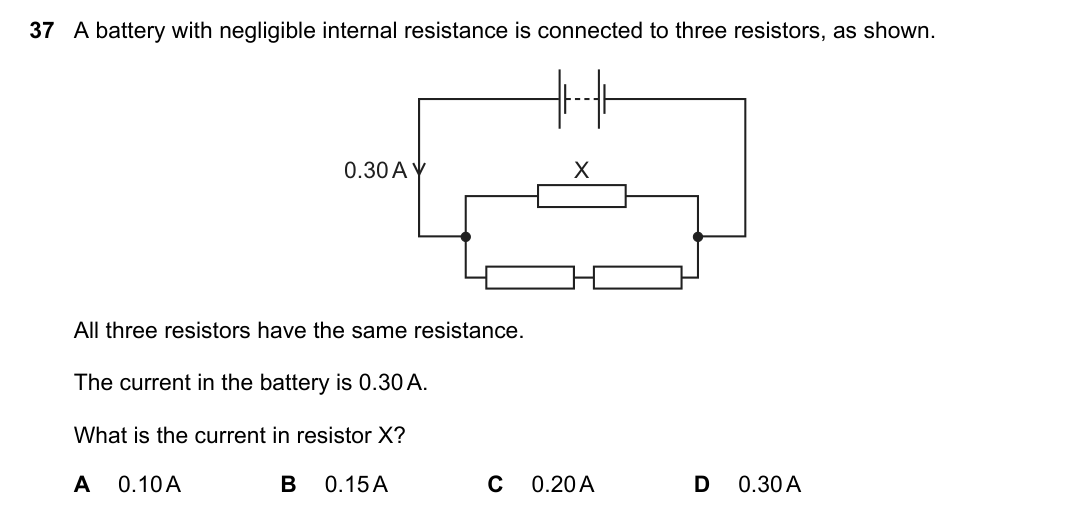 37 A battery with negligible internal resistance is connected to three resistors, as shown.
0.30 A
X
All three resistors have the same resistance.
The current in the battery is 0.30 A.
What is the current in resistor X?
A 0.10 A B 0.15 A C 0.20 A D 0.30 A